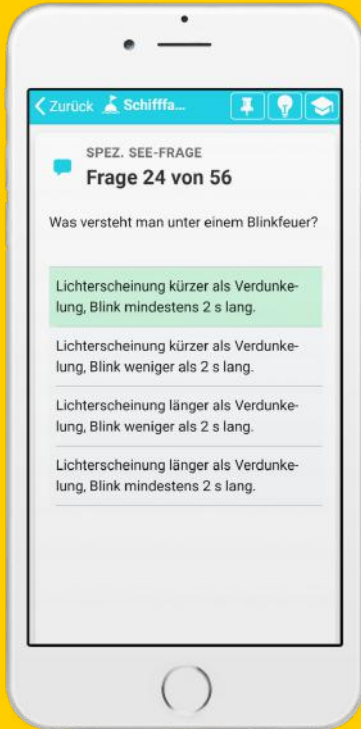 Zurück Schifffa...
SPEZ. SEE-FRAGE
Frage 24 von 56
Was versteht man unter einem Blinkfeuer?
Lichterscheinung kürzer als Verdunke-
lung, Blink mindestens 2 s lang.
Lichterscheinung kürzer als Verdunke-
lung, Blink weniger als 2 s lang.
Lichterscheinung länger als Verdunke-
lung, Blink weniger als 2 s lang.
Lichterscheinung länger als Verdunke-
lung, Blink mindestens 2 s lang.